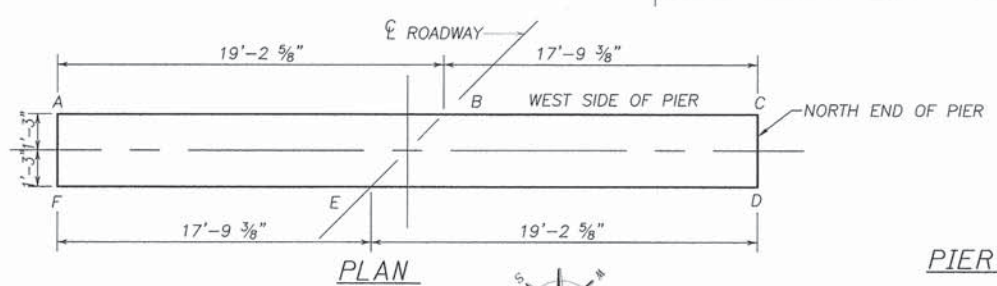 ℄ ROADWAY
19'-2 ⅝"
17'-9 ⅜"
A
B
WEST SIDE OF PIER
C
NORTH END OF PIER
1'-3"
1'-3"
F
E
D
17'-9 ⅜"
19'-2 ⅝"
PLAN
S
W
PIER